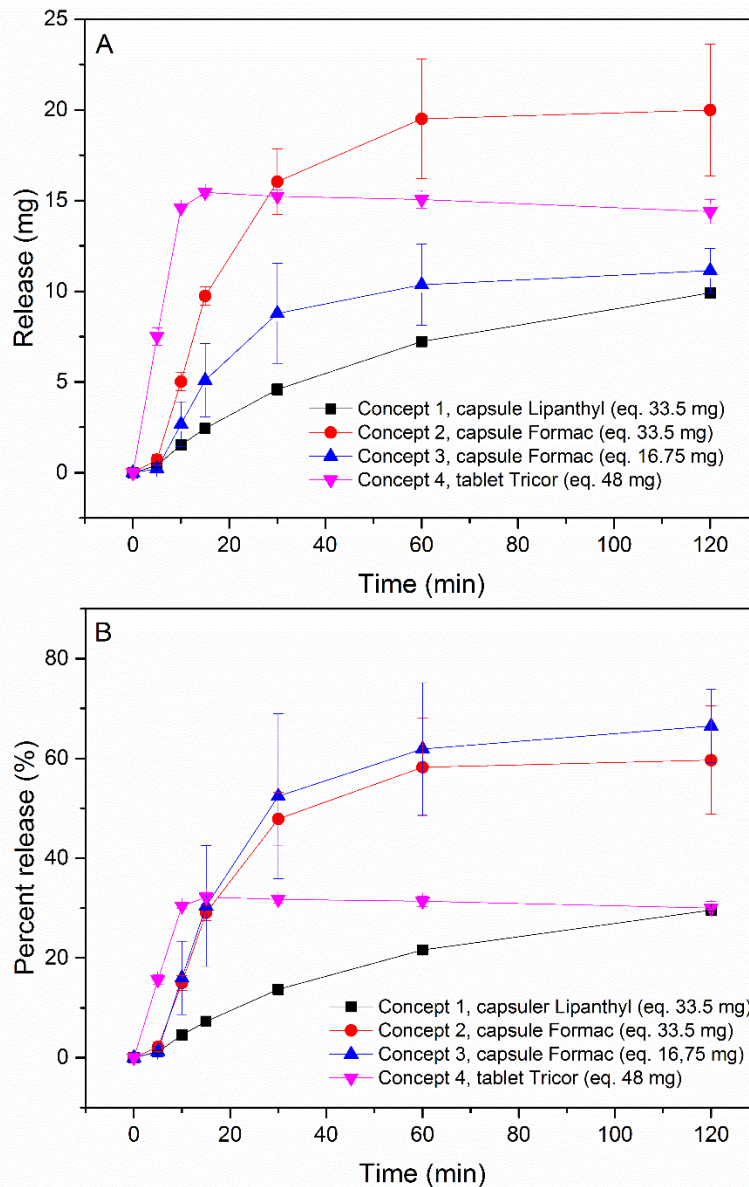 A
25
20
15
10
5
0
Release (mg)
Concept 1, capsule Lipanthyl (eq. 33.5 mg)
Concept 2, capsule Formac (eq. 33.5 mg)
Concept 3, capsule Formac (eq. 16.75 mg)
Concept 4, tablet Tricor (eq. 48 mg)
0 20 40 60 80 100 120
Time (min)
B
80
60
40
20
0
Percent release (%)
Concept 1, capsuler Lipanthyl (eq. 33.5 mg)
Concept 2, capsule Formac (eq. 33.5 mg)
Concept 3, capsule Formac (eq. 16,75 mg)
Concept 4, tablet Tricor (eq. 48 mg)
0 20 40 60 80 100 120
Time (min)